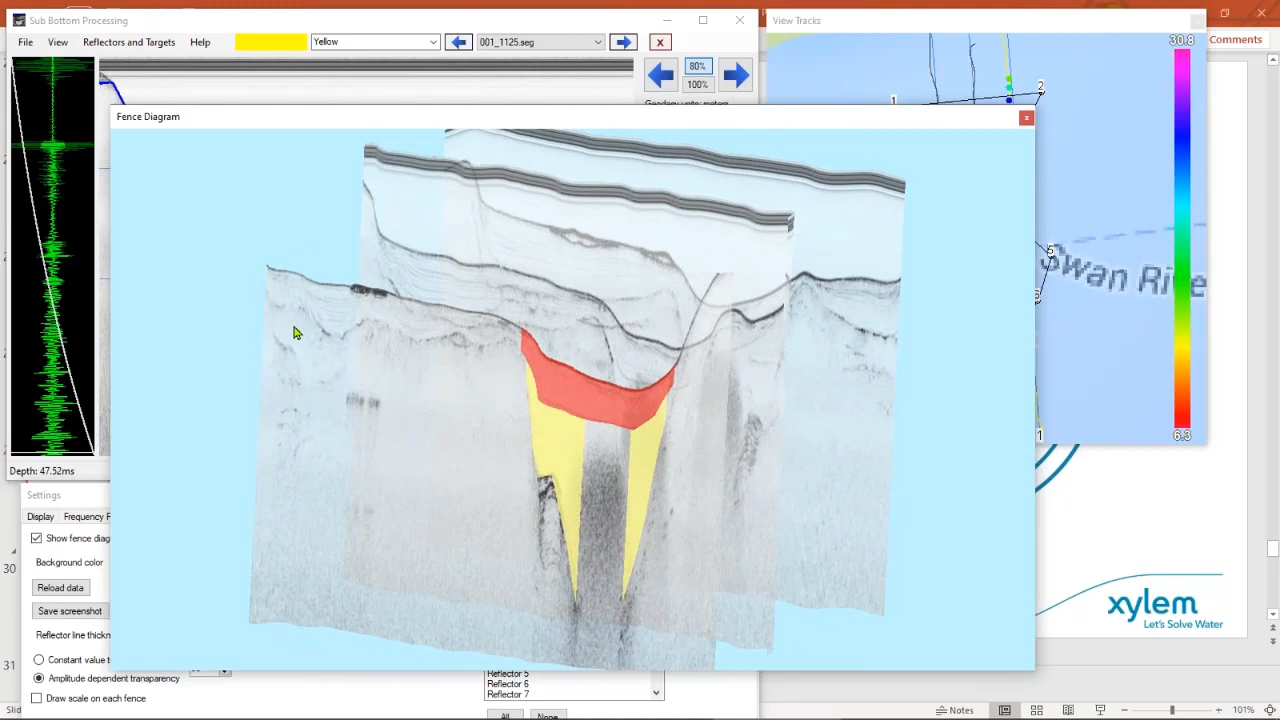 Sub Bottom Processing
File View Reflectors and Targets Help
Yellow
001_1125.seg
X
80%
100%
Depth: 47.52ms
View Tracks
x
30.8
1
2
5
Swan Rive
1
6.5
Comments
Fence Diagram
x
Settings
Display Frequency F
Show fence diag
Background color
Reload data
Save screenshot
Reflector line thickn
Constant value t
Amplitude dependent transparency
Draw scale on each fence
Reflector 5
Reflector 6
Reflector 7
All None
30
31
xylem
Let's Solve Water
Notes
101%